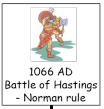 1066 AD
Battle of Hastings
- Norman rule